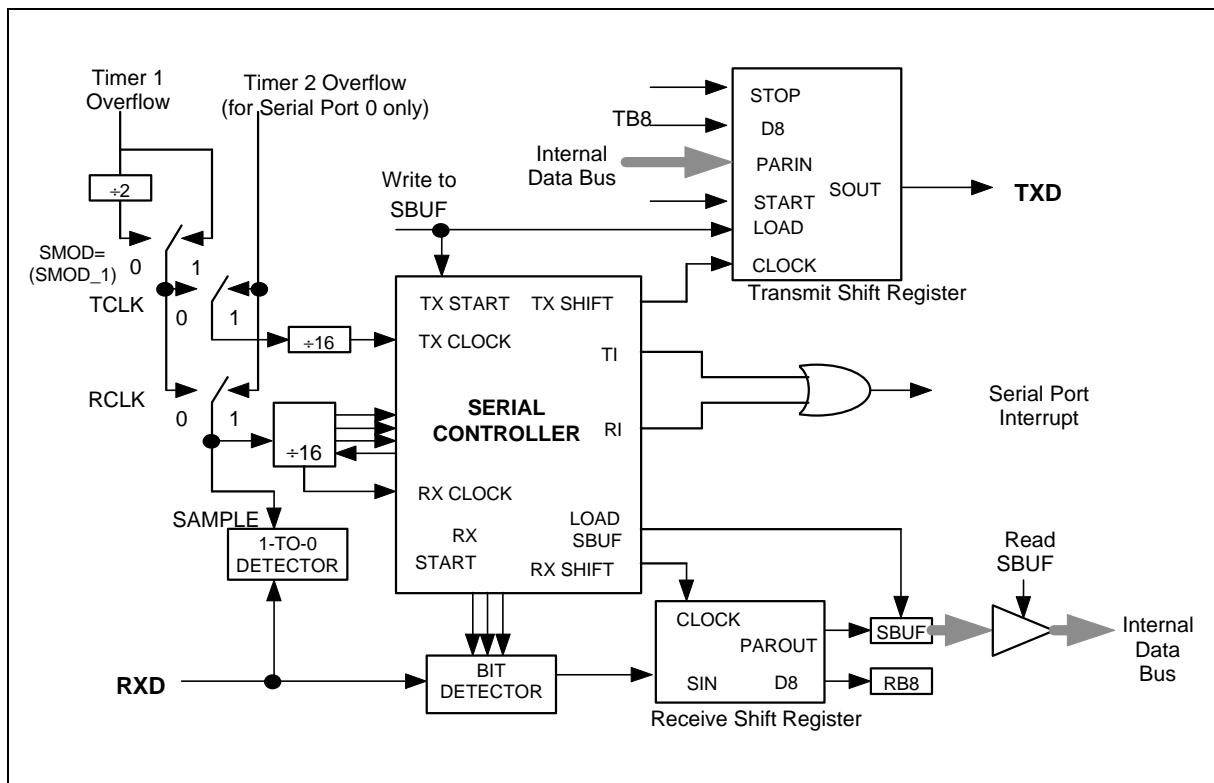 Timer 1
Overflow
Timer 2 Overflow
(for Serial Port 0 only)
÷2
SMOD=
(SMOD_1)
0
1
TCLK
0
1
÷16
RCLK
0
1
÷16
SAMPLE
1-TO-0
DETECTOR
RXD
Write to
SBUF
TX START
TX SHIFT
TX CLOCK
TI
SERIAL
CONTROLLER
RI
RX CLOCK
LOAD
SBUF
RX
START
RX SHIFT
BIT
DETECTOR
TB8
Internal
Data Bus
STOP
D8
PARIN
SOUT
START
LOAD
CLOCK
Transmit Shift Register
TXD
Serial Port
Interrupt
CLOCK
PAROUT
SIN
D8
Receive Shift Register
SBUF
RB8
Read
SBUF
Internal
Data
Bus